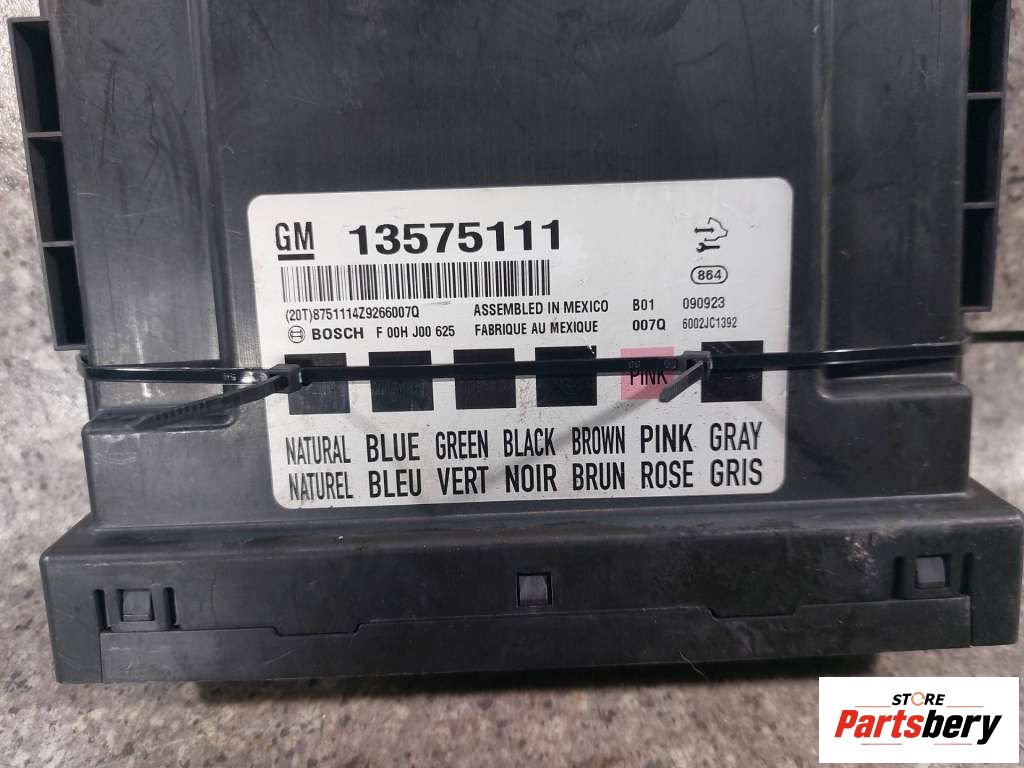 GM 13575111
864
(20T)8751114Z9266007Q ASSEMBLED IN MEXICO B01 090923
BOSCH F 00H J00 625 FABRIQUE AU MEXIQUE 007Q 6002JC1392
PINK
NATURAL BLUE GREEN BLACK BROWN PINK GRAY
NATUREL BLEU VERT NOIR BRUN ROSE GRIS
STORE
Partsbery